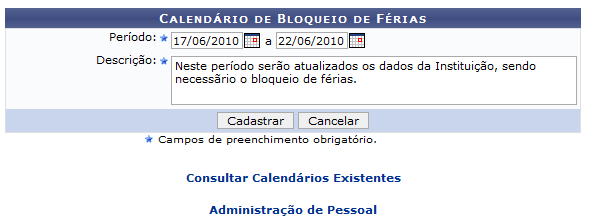 Calendário de Bloqueio de Férias
Período: 17/06/2010 a 22/06/2010
Descrição: Neste período serão atualizados os dados da Instituição, sendo
necessãrio o bloqueio de férias.
Cadastrar Cancelar
Campos de preenchimento obrigatório.
Consultar Calendários Existentes
Administração de Pessoal